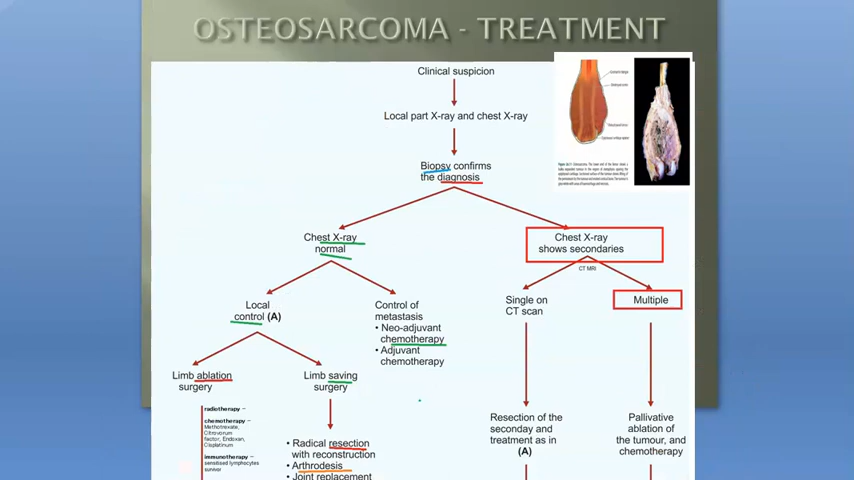 OSTEOSARCOMA - TREATMENT
Clinical suspicion
Local part X-ray and chest X-ray
Biopsy confirms
the diagnosis
Chest X-ray
normal
Chest X-ray
shows secondaries
CT MRI
Local
control (A)
Control of
metastasis
• Neo-adjuvant
chemotherapy
• Adjuvant
chemotherapy
Single on
CT scan
Multiple
Limb ablation
surgery
Limb saving
surgery
radiotherapy –
chemotherapy –
Methotrexate,
Citrovorum
Factor, Endoxan,
Cisplatinum
immunotherapy –
sensitised lymphocytes
surviver
• Radical resection
with reconstruction
• Arthrodesis
• Joint replacement
Resection of the
seconday and
treatment as in
(A)
Pallivative
ablation of
the tumour, and
chemotherapy